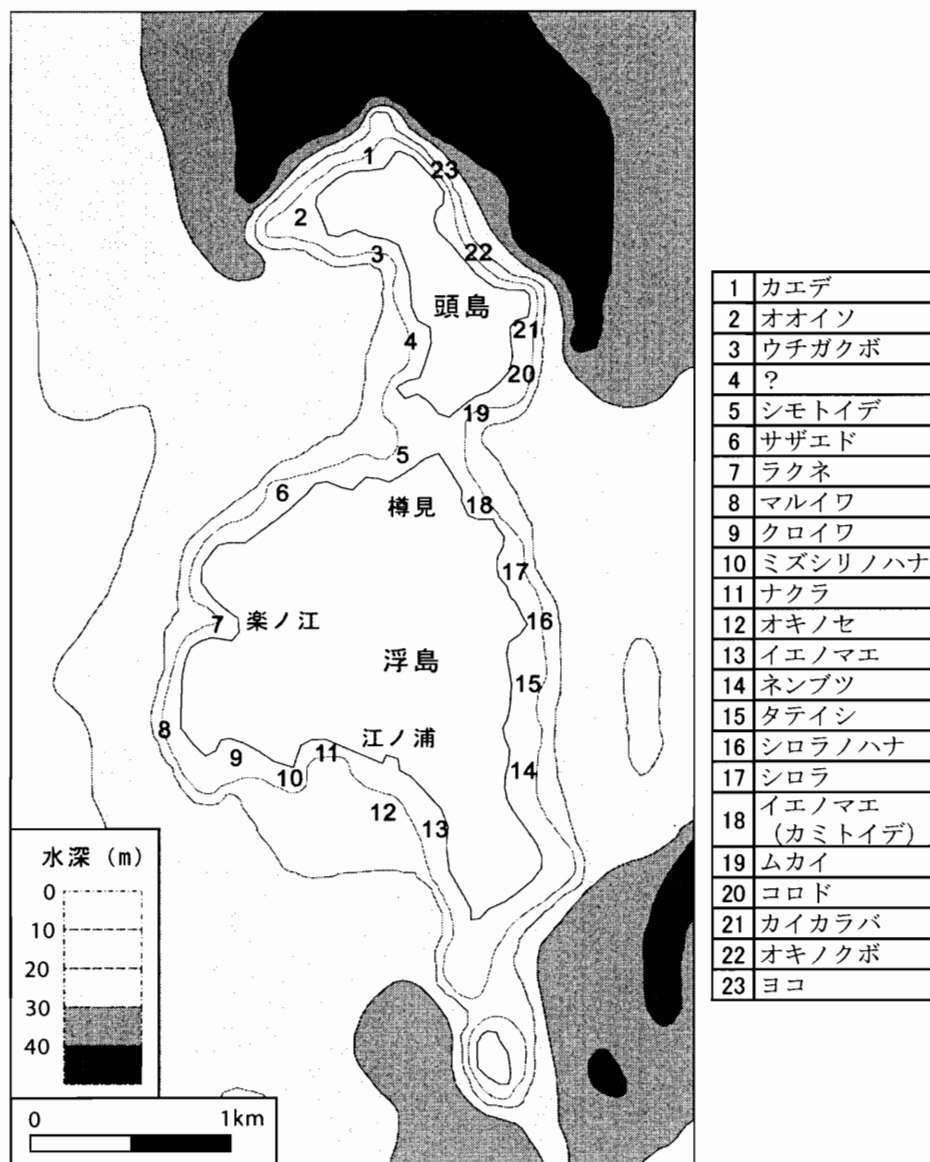 1
23
2
22
3
頭島
4
21
20
19
5
6
樽見
18
17
7
楽ノ江
16
浮島
15
8
江ノ浦
9
11
10
14
12
13
水深 (m)
0
10
20
30
40
0
1km
1 カエデ
2 オオイソ
3 ウチガクボ
4 ?
5 シモトイデ
6 サザエド
7 ラクネ
8 マルイワ
9 クロイワ
10 ミズシリノハナ
11 ナクラ
12 オキノセ
13 イエノマエ
14 ネンブツ
15 タテイシ
16 シロラノハナ
17 シロラ
18 イエノマエ
(カミトイデ)
19 ムカイ
20 コロド
21 カイカラバ
22 オキノクボ
23 ヨコ